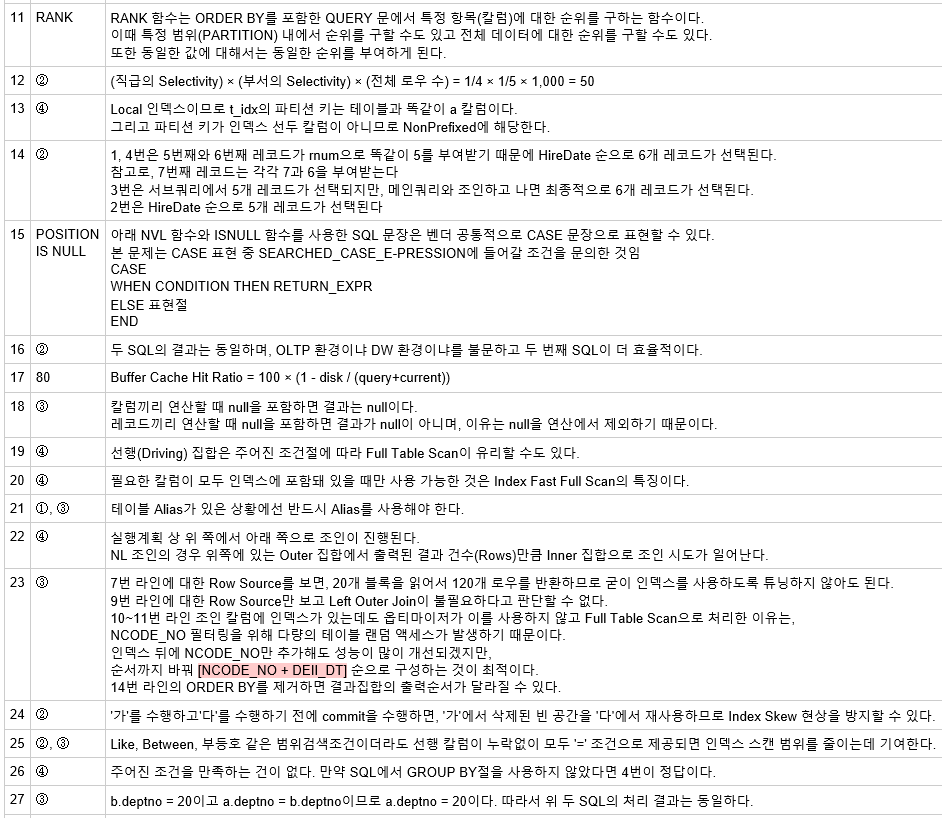 11 RANK RANK 함수는 ORDER BY를 포함한 QUERY 문에서 특정 항목(칼럼)에 대한 순위를 구하는 함수이다.
이때 특정 범위(PARTITION) 내에서 순위를 구할 수도 있고 전체 데이터에 대한 순위를 구할 수도 있다.
또한 동일한 값에 대해서는 동일한 순위를 부여하게 된다.
12 ② (직급의 Selectivity) × (부서의 Selectivity) × (전체 로우 수) = 1/4 × 1/5 × 1,000 = 50
13 ④ Local 인덱스이므로 t_idx의 파티션 키는 테이블과 똑같이 a 칼럼이다.
그리고 파티션 키가 인덱스 선두 칼럼이 아니므로 NonPrefixed에 해당한다.
14 ② 1, 4번은 5번째와 6번째 레코드가 rnum으로 똑같이 5를 부여받기 때문에 HireDate 순으로 6개 레코드가 선택된다.
참고로, 7번째 레코드는 각각 7과 6을 부여받는다
3번은 서브쿼리에서 5개 레코드가 선택되지만, 메인쿼리와 조인하고 나면 최종적으로 6개 레코드가 선택된다.
2번은 HireDate 순으로 5개 레코드가 선택된다
15 POSITION 아래 NVL 함수와 ISNULL 함수를 사용한 SQL 문장은 벤더 공통적으로 CASE 문장으로 표현할 수 있다.
IS NULL 본 문제는 CASE 표현 중 SEARCHED_CASE_E-PRESSION에 들어갈 조건을 문의한 것임
CASE
WHEN CONDITION THEN RETURN_EXPR
ELSE 표현절
END
16 ② 두 SQL의 결과는 동일하며, OLTP 환경이냐 DW 환경이냐를 불문하고 두 번째 SQL이 더 효율적이다.
17 80 Buffer Cache Hit Ratio = 100 × (1 - disk / (query+current))
18 ③ 칼럼끼리 연산할 때 null을 포함하면 결과는 null이다.
레코드끼리 연산할 때 null을 포함하면 결과가 null이 아니며, 이유는 null을 연산에서 제외하기 때문이다.
19 ④ 선행(Driving) 집합은 주어진 조건절에 따라 Full Table Scan이 유리할 수도 있다.
20 ④ 필요한 칼럼이 모두 인덱스에 포함돼 있을 때만 사용 가능한 것은 Index Fast Full Scan의 특징이다.
21 ①, ③ 테이블 Alias가 있은 상황에선 반드시 Alias를 사용해야 한다.
22 ④ 실행계획 상 위 쪽에서 아래 쪽으로 조인이 진행된다.
NL 조인의 경우 위쪽에 있는 Outer 집합에서 출력된 결과 건수(Rows)만큼 Inner 집합으로 조인 시도가 일어난다.
23 ③ 7번 라인에 대한 Row Source를 보면, 20개 블록을 읽어서 120개 로우를 반환하므로 굳이 인덱스를 사용하도록 튜닝하지 않아도 된다.
9번 라인에 대한 Row Source만 보고 Left Outer Join이 불필요하다고 판단할 수 없다.
10~11번 라인 조인 칼럼에 인덱스가 있는데도 옵티마이저가 이를 사용하지 않고 Full Table Scan으로 처리한 이유는,
NCODE_NO 필터링을 위해 다량의 테이블 랜덤 액세스가 발생하기 때문이다.
인덱스 뒤에 NCODE_NO만 추가해도 성능이 많이 개선되겠지만,
순서까지 바꿔 [NCODE_NO + DEII_DT] 순으로 구성하는 것이 최적이다.
14번 라인의 ORDER BY를 제거하면 결과집합의 출력순서가 달라질 수 있다.
24 ② '가'를 수행하고'다'를 수행하기 전에 commit을 수행하면, '가'에서 삭제된 빈 공간을 '다'에서 재사용하므로 Index Skew 현상을 방지할 수 있다.
25 ②, ③ Like, Between, 부등호 같은 범위검색조건이더라도 선행 칼럼이 누락없이 모두 '=' 조건으로 제공되면 인덱스 스캔 범위를 줄이는데 기여한다.
26 ④ 주어진 조건을 만족하는 건이 없다. 만약 SQL에서 GROUP BY절을 사용하지 않았다면 4번이 정답이다.
27 ③ b.deptno = 20이고 a.deptno = b.deptno이므로 a.deptno = 20이다. 따라서 위 두 SQL의 처리 결과는 동일하다.